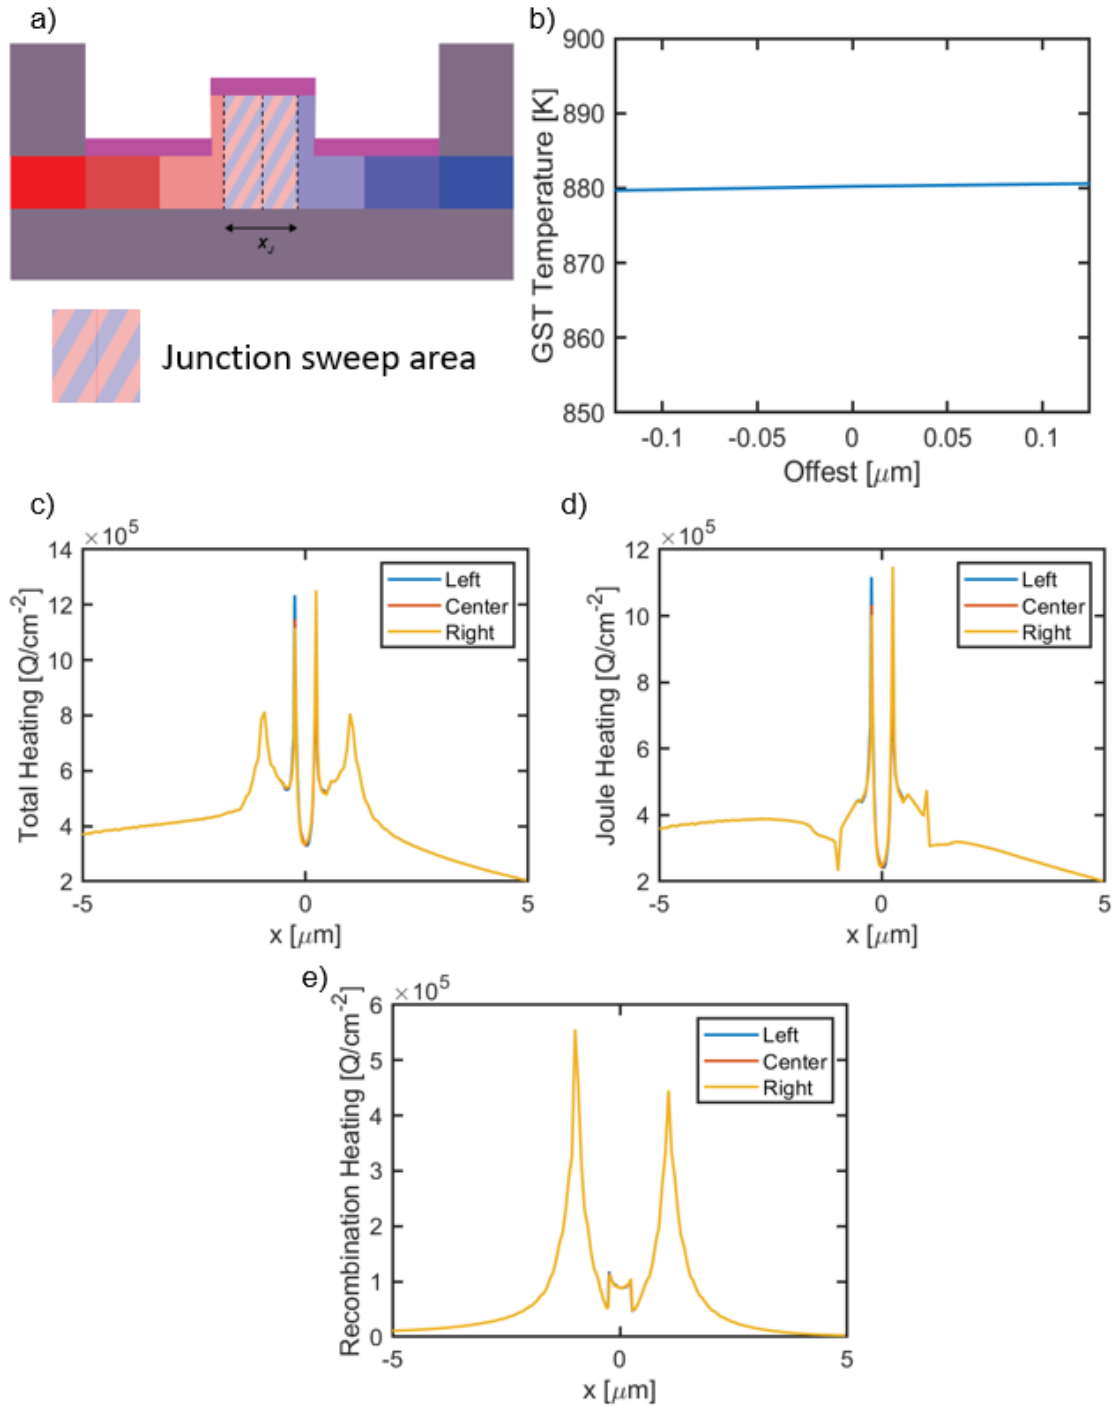 a)
x_J
Junction sweep area
b)
900
890
880
870
860
850
GST Temperature [K]
-0.1 -0.05 0 0.05 0.1
Offest [μm]
c)
×10^5
14
12
10
8
6
4
2
Total Heating [Q/cm^-2]
Left
Center
Right
-5 0 5
x [μm]
d)
×10^5
12
10
8
6
4
2
Joule Heating [Q/cm^-2]
Left
Center
Right
-5 0 5
x [μm]
e)
×10^5
6
5
4
3
2
1
0
Recombination Heating [Q/cm^-2]
Left
Center
Right
-5 0 5
x [μm]